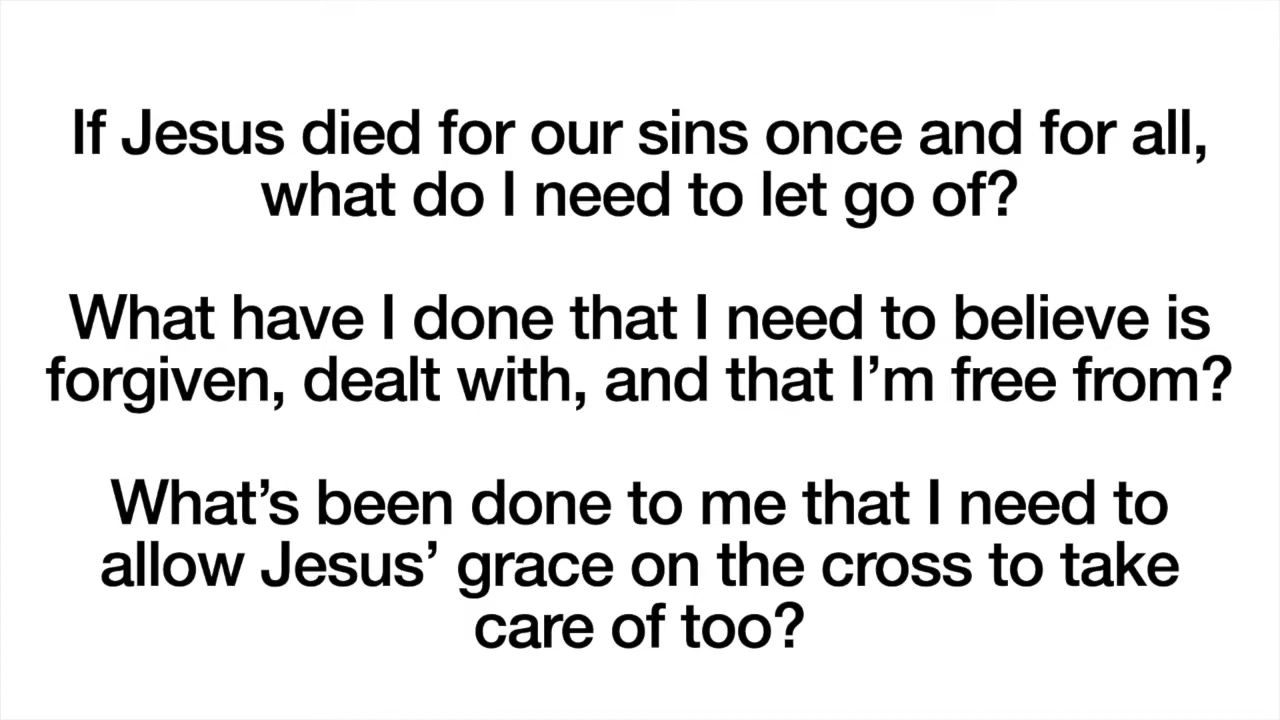 If Jesus died for our sins once and for all,
what do I need to let go of?
What have I done that I need to believe is
forgiven, dealt with, and that I’m free from?
What’s been done to me that I need to
allow Jesus’ grace on the cross to take
care of too?